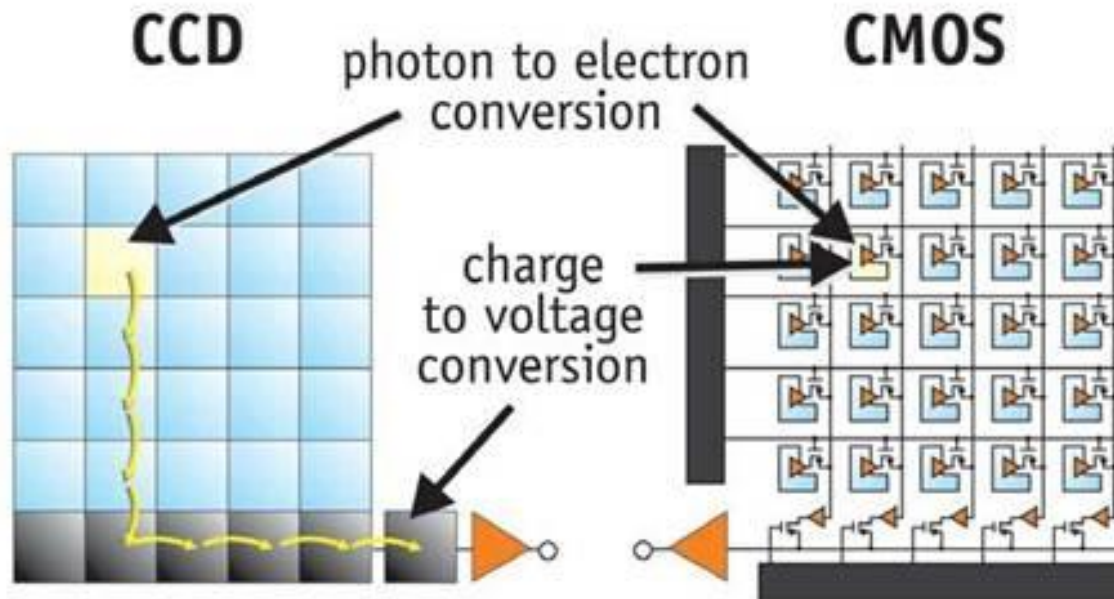 CCD
CMOS
photon to electron
conversion
charge
to voltage
conversion